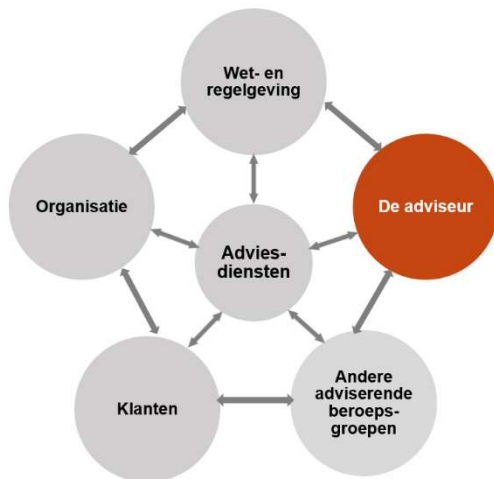 Wet- en
regelgeving
Organisatie
De adviseur
Advies-
diensten
Klanten
Andere
adviserende
beroeps-
groepen